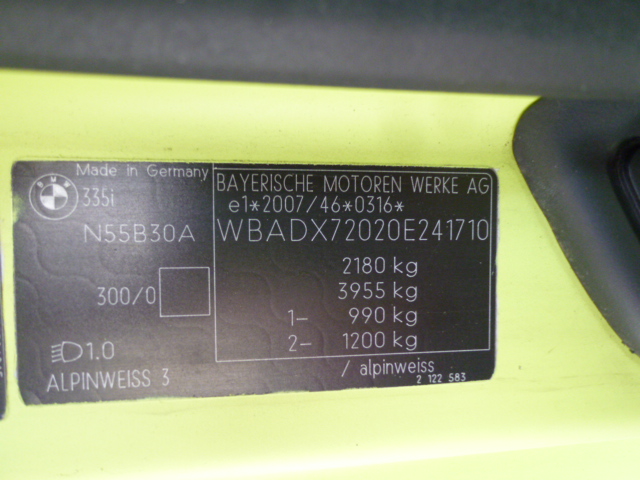 Made in Germany
BMW
335i
N55B30A
300/0
1.0
ALPINWEISS 3
BAYERISCHE MOTOREN WERKE AG
e1*2007/46*0316*
WBADX72020E241710
2180 kg
3955 kg
1- 990 kg
2- 1200 kg
/ alpinweiss
2 122 583